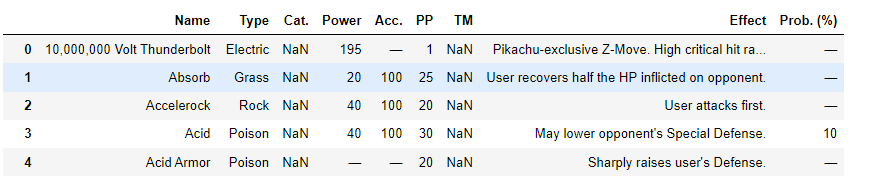 Name Type Cat. Power Acc. PP TM Effect Prob. (%)
0 10,000,000 Volt Thunderbolt Electric NaN 195 — 1 NaN Pikachu-exclusive Z-Move. High critical hit ra... —
1 Absorb Grass NaN 20 100 25 NaN User recovers half the HP inflicted on opponent. —
2 Accelerock Rock NaN 40 100 20 NaN User attacks first. —
3 Acid Poison NaN 40 100 30 NaN May lower opponent's Special Defense. 10
4 Acid Armor Poison NaN — — 20 NaN Sharply raises user's Defense. —